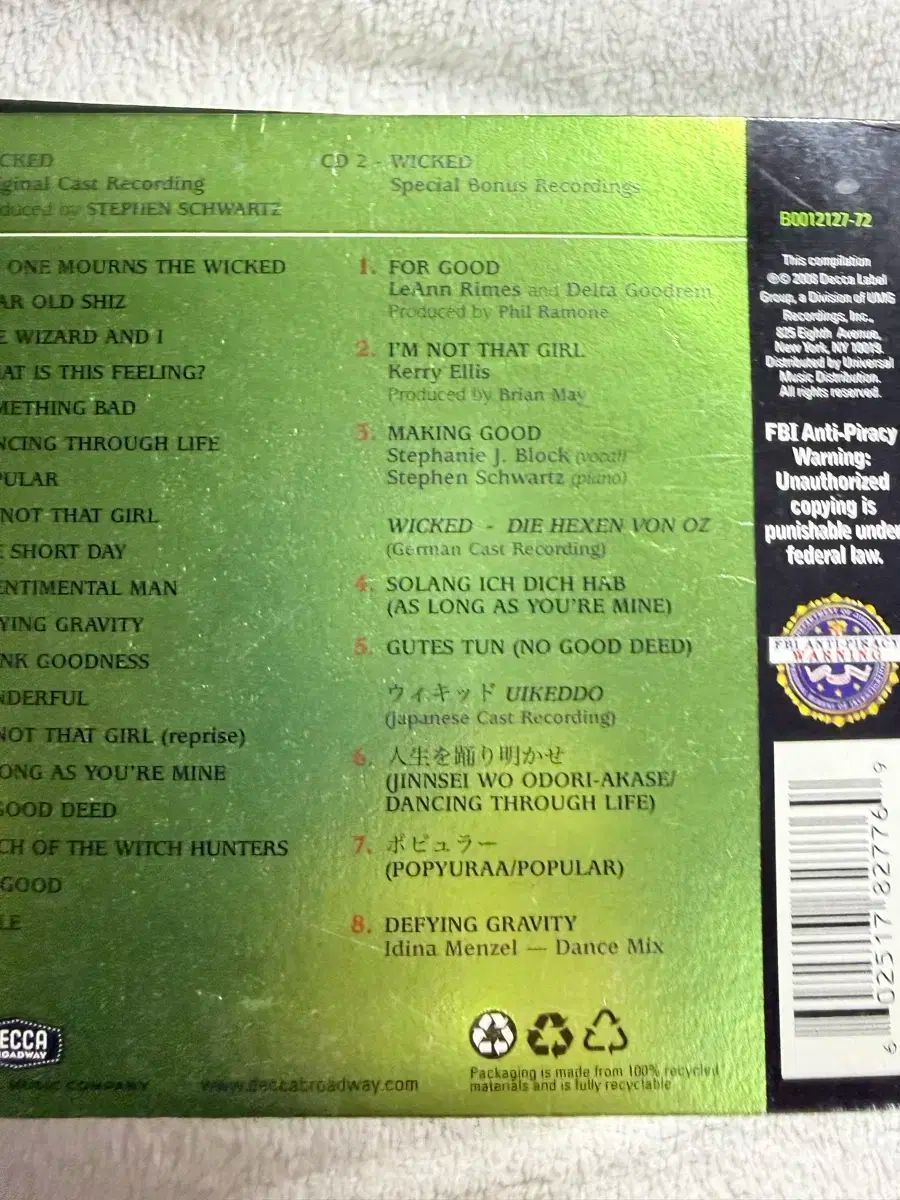 CKED
ginal Cast Recording
duced by STEPHEN SCHWARTZ
ONE MOURNS THE WICKED
AR OLD SHIZ
E WIZARD AND I
AT IS THIS FEELING?
METHING BAD
NCING THROUGH LIFE
PULAR
NOT THAT GIRL
E SHORT DAY
ENTIMENTAL MAN
YING GRAVITY
NK GOODNESS
NDERFUL
NOT THAT GIRL (reprise)
ONG AS YOU'RE MINE
GOOD DEED
CH OF THE WITCH HUNTERS
GOOD
LE
DECCA
BROADWAY
MUSIC COMPANY
www.deccabroadway.com
CD 2 - WICKED
Special Bonus Recordings
1. FOR GOOD
LeAnn Rimes and Delta Goodrem
Produced by Phil Ramone
2. I'M NOT THAT GIRL
Kerry Ellis
Produced by Brian May
3. MAKING GOOD
Stephanie J. Block (vocal)
Stephen Schwartz (piano)
WICKED - DIE HEXEN VON OZ
(German Cast Recording)
4. SOLANG ICH DICH HAB
(AS LONG AS YOU'RE MINE)
5. GUTES TUN (NO GOOD DEED)
ウィキッド UIKEDDO
(Japanese Cast Recording)
6. 人生を踊り明かせ
(JINNSEI WO ODORI-AKASE/
DANCING THROUGH LIFE)
7. ポピュラー
(POPYURAA/POPULAR)
8. DEFYING GRAVITY
Idina Menzel — Dance Mix
Packaging is made from 100% recycled
materials and is fully recyclable
B0012127-72
This compilation
℗© 2008 Decca Label
Group, a Division of UMG
Recordings, Inc.,
825 Eighth Avenue,
New York, NY 10019.
Distributed by Universal
Music Distribution.
All rights reserved.
FBI Anti-Piracy
Warning:
Unauthorized
copying is
punishable under
federal law.
FBI ANTI-PIRACY
WARNING
6 02517 82776 9